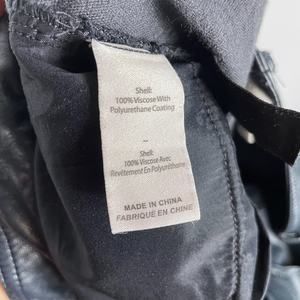 Shell:
100% Viscose With
Polyurethane Coating
–
Shell:
100% Viscose Avec
Revêtement En Polyuréthane
—
MADE IN CHINA
FABRIQUÉ EN CHINE